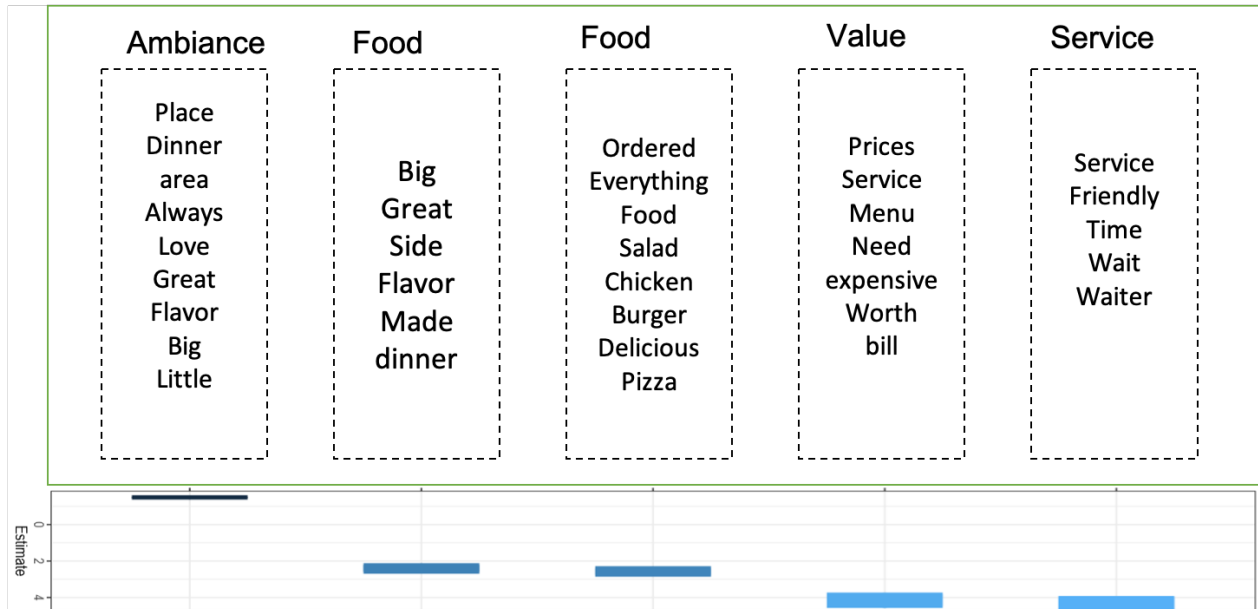 Ambiance
Place
Dinner
area
Always
Love
Great
Flavor
Big
Little
Food
Big
Great
Side
Flavor
Made
dinner
Food
Ordered
Everything
Food
Salad
Chicken
Burger
Delicious
Pizza
Value
Prices
Service
Menu
Need
expensive
Worth
bill
Service
Service
Friendly
Time
Wait
Waiter
Estimate
0
2
4